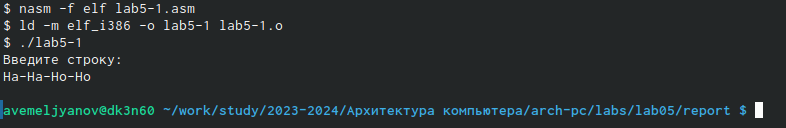 $ nasm -f elf lab5-1.asm
$ ld -m elf_i386 -o lab5-1 lab5-1.o
$ ./lab5-1
Введите строку:
Ha-Ha-Ho-Ho
avemeljyanov@dk3n60 ~/work/study/2023-2024/Архитектура компьютера/arch-pc/labs/lab05/report $